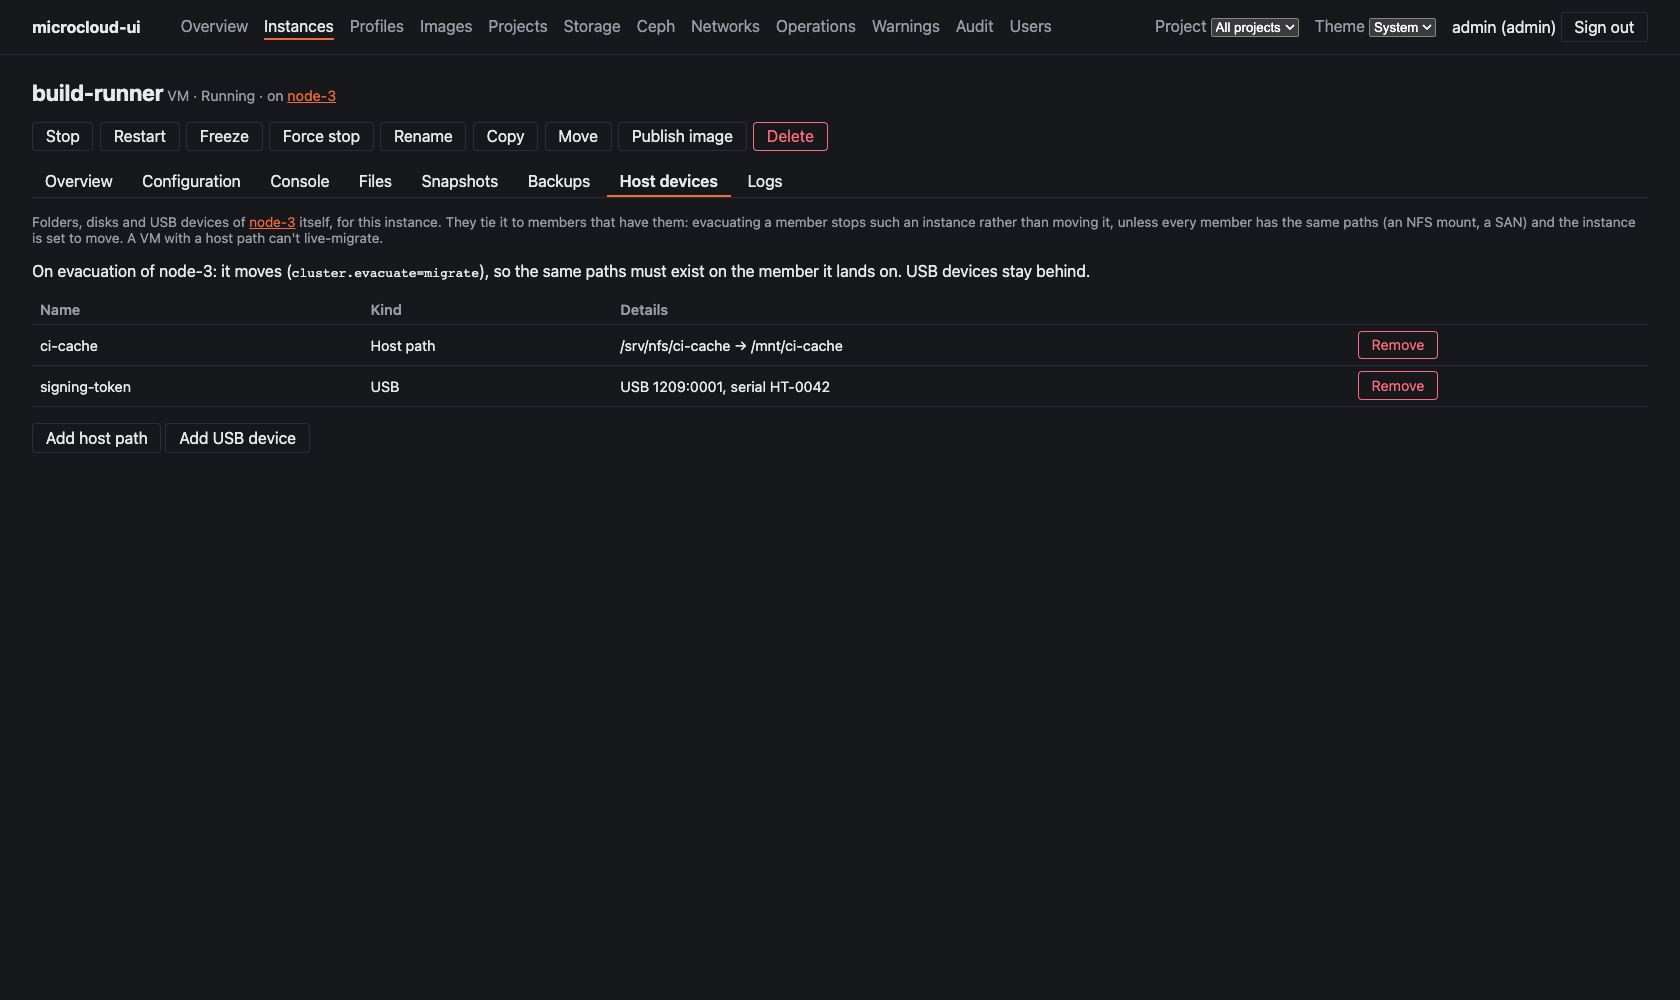 microcloud-ui Overview Instances Profiles Images Projects Storage Ceph Networks Operations Warnings Audit Users Project All projects Theme System admin (admin) Sign out
build-runner VM · Running · on node-3
Stop Restart Freeze Force stop Rename Copy Move Publish image Delete
Overview Configuration Console Files Snapshots Backups Host devices Logs
Folders, disks and USB devices of node-3 itself, for this instance. They tie it to members that have them: evacuating a member stops such an instance rather than moving it, unless every member has the same paths (an NFS mount, a SAN) and the instance
is set to move. A VM with a host path can't live-migrate.
On evacuation of node-3: it moves (cluster.evacuate=migrate), so the same paths must exist on the member it lands on. USB devices stay behind.
Name Kind Details
ci-cache Host path /srv/nfs/ci-cache → /mnt/ci-cache Remove
signing-token USB USB 1209:0001, serial HT-0042 Remove
Add host path Add USB device